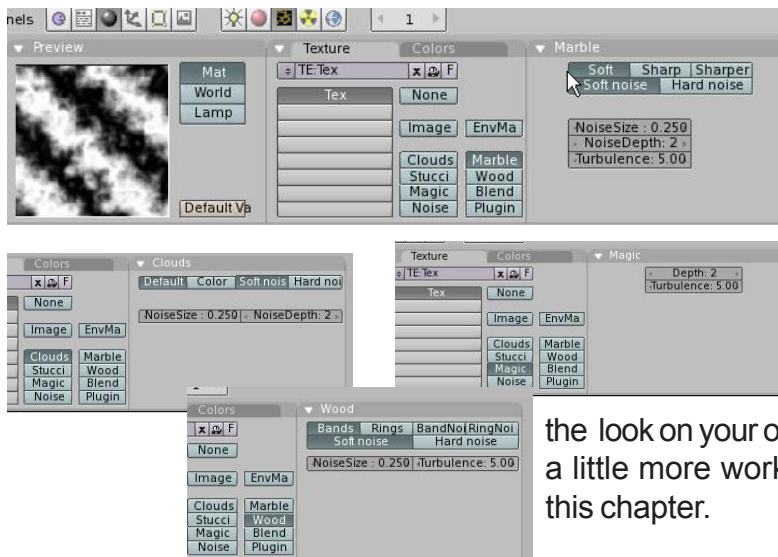 nels 1
Preview
Mat
World
Lamp
Default Va
Texture Colors
TE:Tex F
Tex
None
Image EnvMa
Clouds Marble
Stucci Wood
Magic Blend
Noise Plugin
Marble
Soft Sharp Sharper
Soft noise Hard noise
NoiseSize : 0.250
NoiseDepth: 2
Turbulence: 5.00
Colors
F
None
Image EnvMa
Clouds Marble
Stucci Wood
Magic Blend
Noise Plugin
Clouds
Default Color Soft nois Hard noi
NoiseSize : 0.250 NoiseDepth: 2
Texture Colors
TE:Tex F
Tex
None
Image EnvMa
Clouds Marble
Stucci Wood
Magic Blend
Noise Plugin
Magic
Depth: 2
Turbulence: 5.00
Colors
F
None
Image EnvMa
Clouds Marble
Stucci Wood
Magic Blend
Noise Plugin
Wood
Bands Rings BandNoi RingNoi
Soft noise Hard noise
NoiseSize : 0.250 Turbulence: 5.00
the look on your o
a little more work
this chapter.